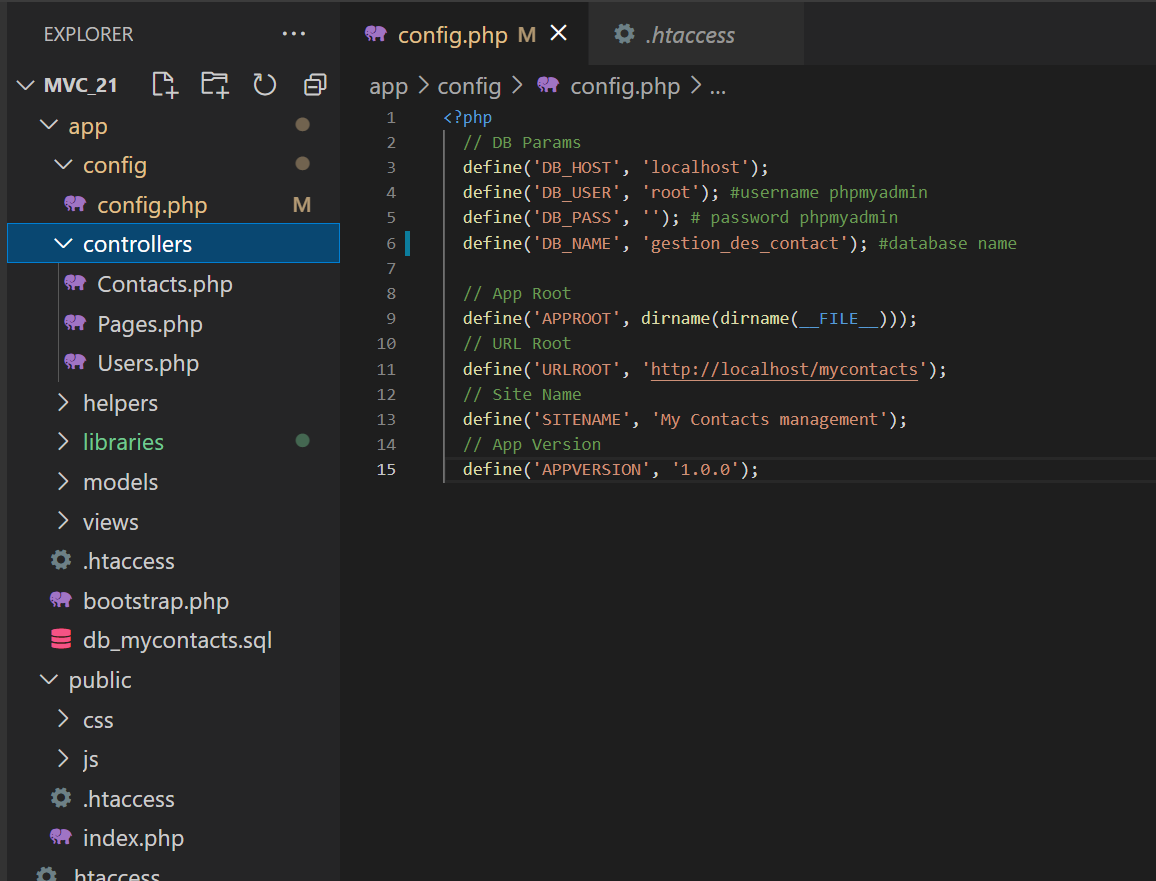 EXPLORER ...
MVC_21
app
config
config.php M
controllers
Contacts.php
Pages.php
Users.php
helpers
libraries
models
views
.htaccess
bootstrap.php
db_mycontacts.sql
public
css
js
.htaccess
index.php
.htaccess
config.php M
.htaccess
app > config > config.php > ...
1 <?php
2 // DB Params
3 define('DB_HOST', 'localhost');
4 define('DB_USER', 'root'); #username phpmyadmin
5 define('DB_PASS', ''); # password phpmyadmin
6 define('DB_NAME', 'gestion_des_contact'); #database name
7
8 // App Root
9 define('APPROOT', dirname(dirname(__FILE__)));
10 // URL Root
11 define('URLROOT', 'http://localhost/mycontacts');
12 // Site Name
13 define('SITENAME', 'My Contacts management');
14 // App Version
15 define('APPVERSION', '1.0.0');